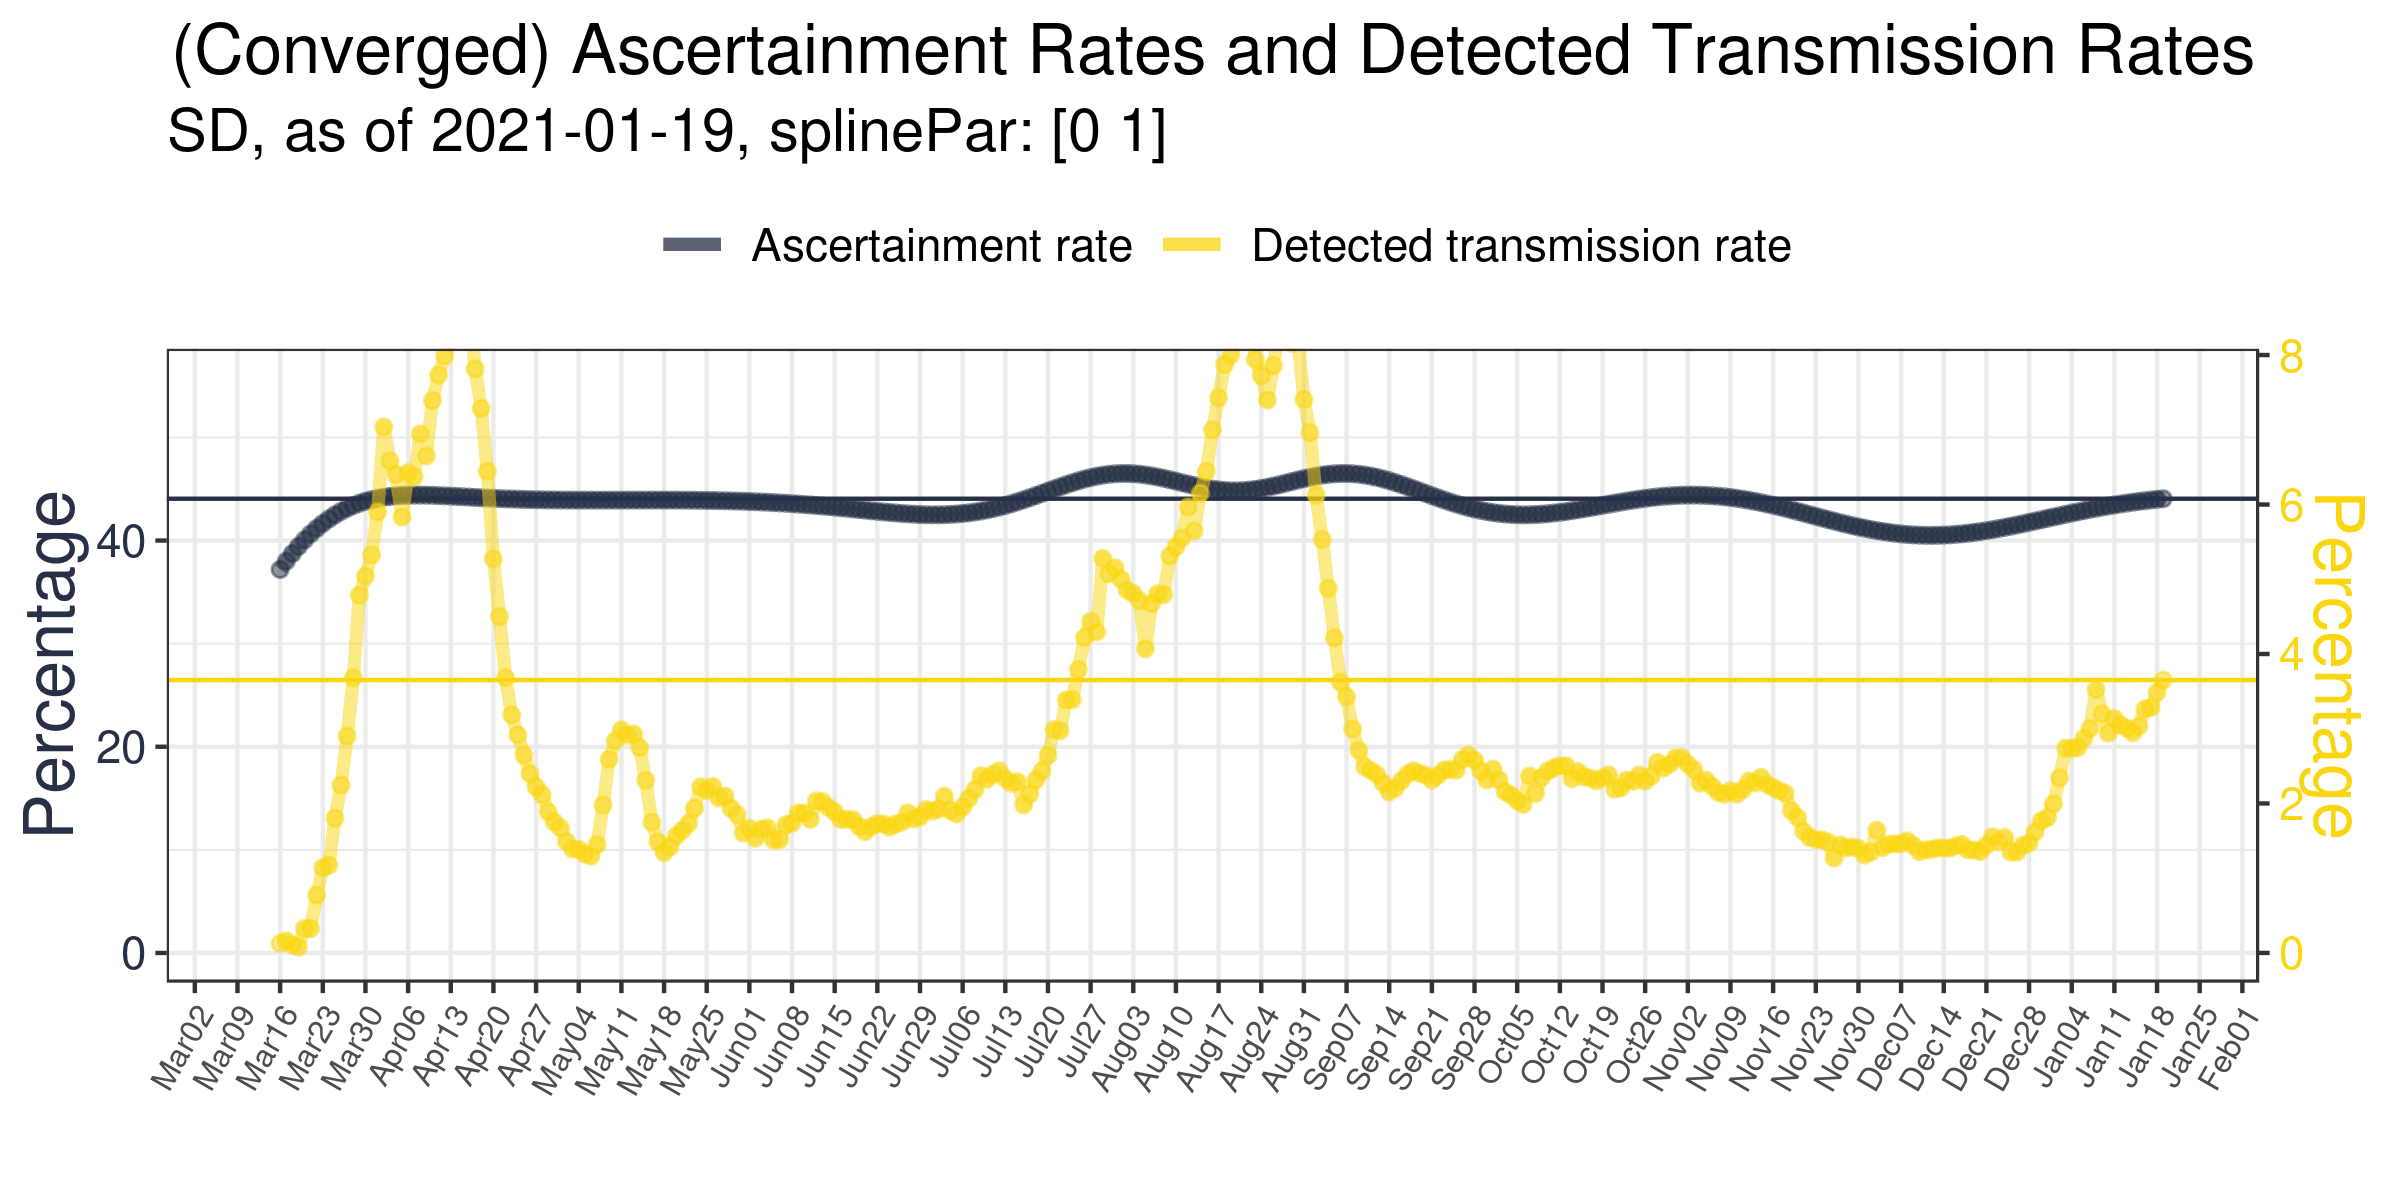 (Converged) Ascertainment Rates and Detected Transmission Rates
SD, as of 2021-01-19, splinePar: [0 1]
Ascertainment rate
Detected transmission rate
Percentage
40
20
0
8
6
4
2
0
Percentage
Mar02
Mar09
Mar16
Mar23
Mar30
Apr06
Apr13
Apr20
Apr27
May04
May11
May18
May25
Jun01
Jun08
Jun15
Jun22
Jun29
Jul06
Jul13
Jul20
Jul27
Aug03
Aug10
Aug17
Aug24
Aug31
Sep07
Sep14
Sep21
Sep28
Oct05
Oct12
Oct19
Oct26
Nov02
Nov09
Nov16
Nov23
Nov30
Dec07
Dec14
Dec21
Dec28
Jan04
Jan11
Jan18
Jan25
Feb01